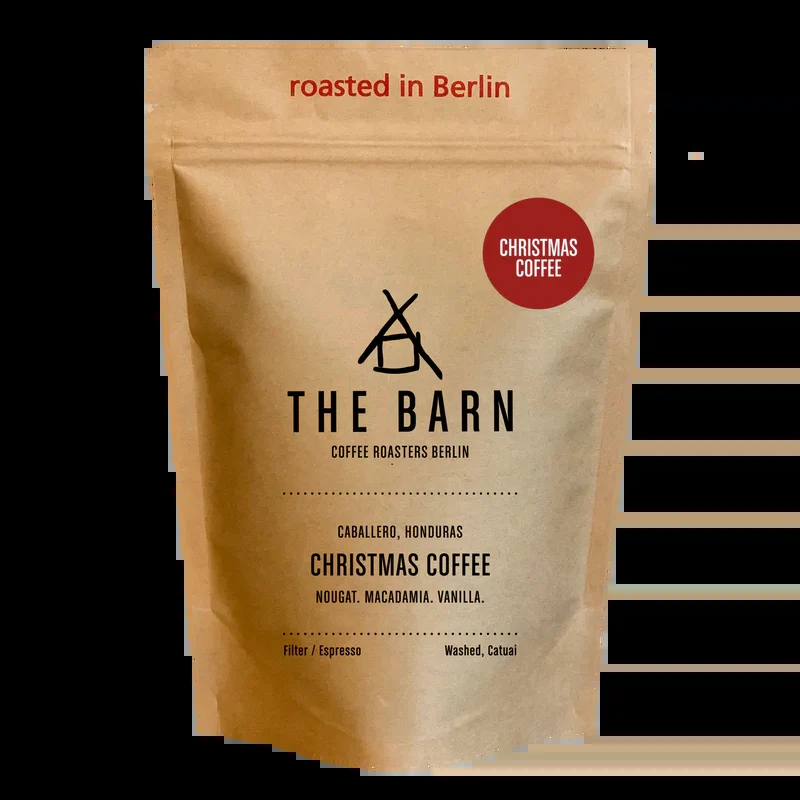 roasted in Berlin
CHRISTMAS
COFFEE
THE BARN
COFFEE ROASTERS BERLIN
CABALLERO, HONDURAS
CHRISTMAS COFFEE
NOUGAT. MACADAMIA. VANILLA.
Filter / Espresso
Washed, Catuai